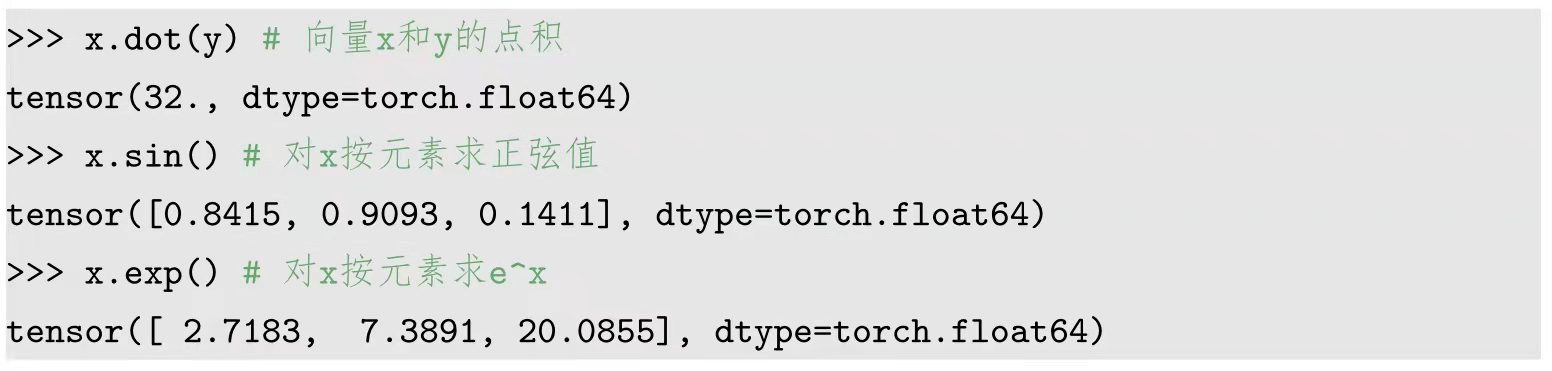 >>> x.dot(y) # 向量x和y的点积
tensor(32., dtype=torch.float64)
>>> x.sin() # 对x按元素求正弦值
tensor([0.8415, 0.9093, 0.1411], dtype=torch.float64)
>>> x.exp() # 对x按元素求e^x
tensor([ 2.7183,  7.3891, 20.0855], dtype=torch.float64)